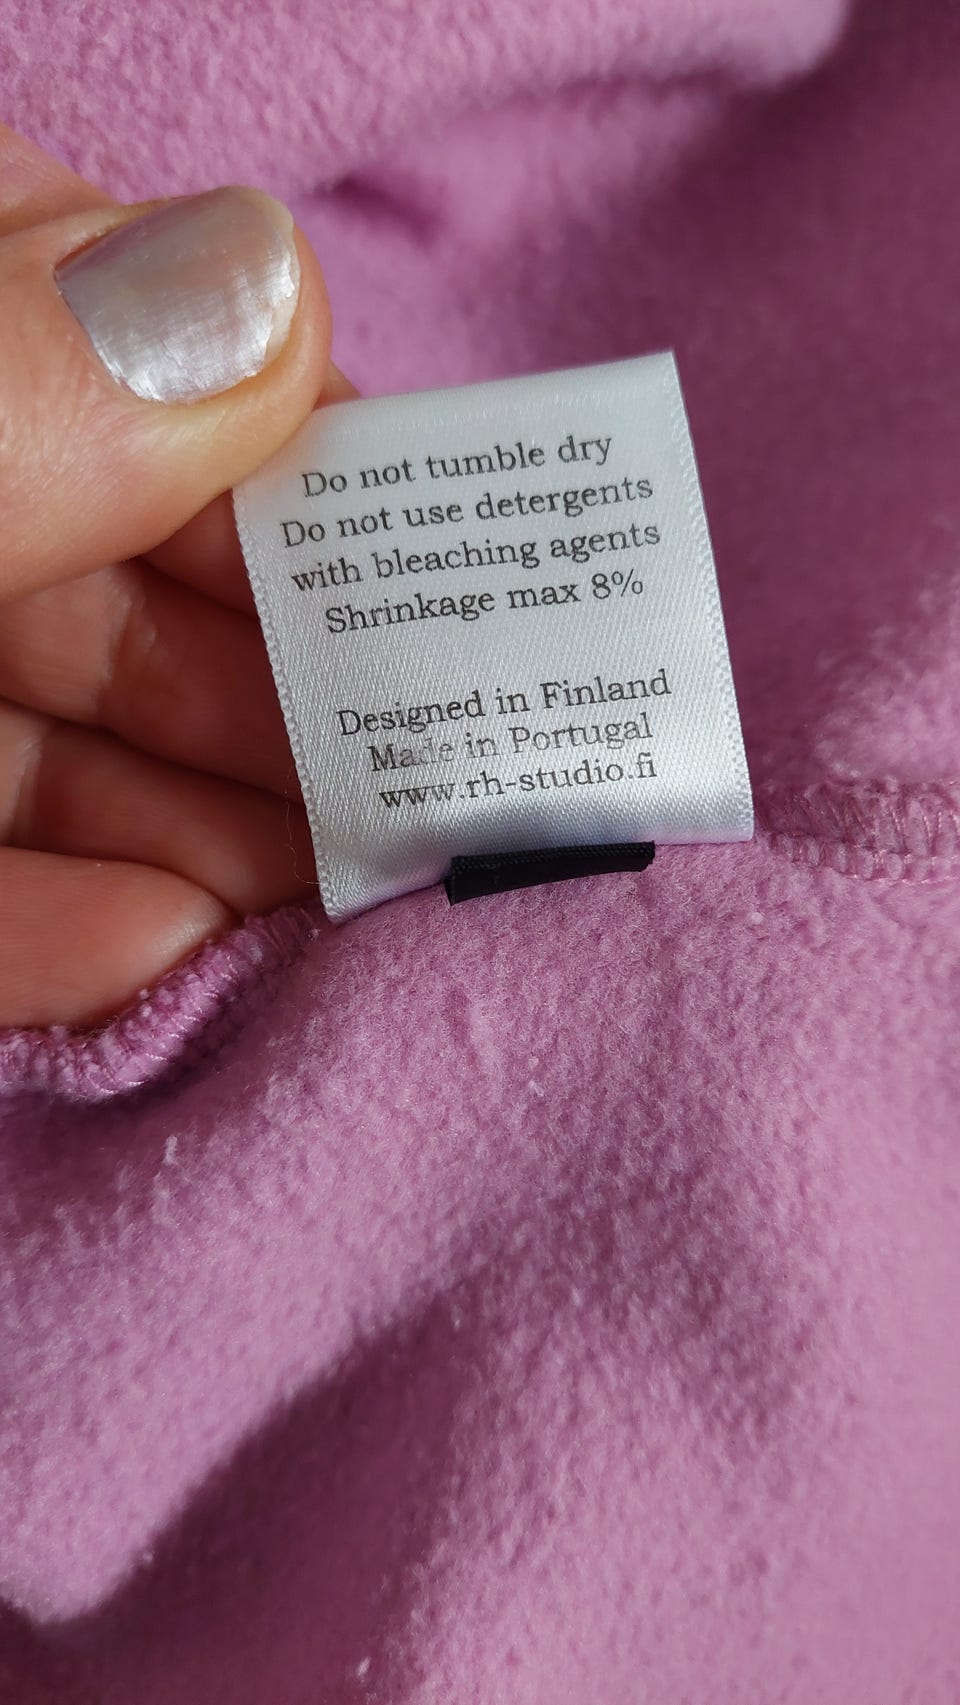 Do not tumble dry
Do not use detergents
with bleaching agents
Shrinkage max 8%
Designed in Finland
Made in Portugal
www.rh-studio.fi